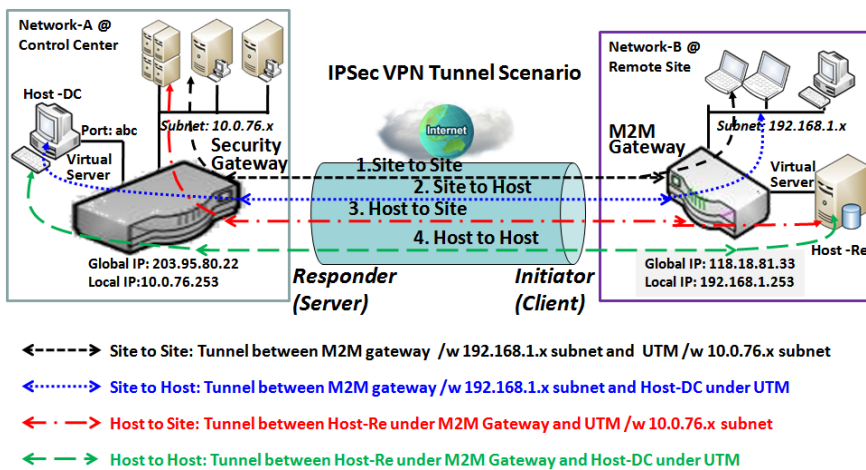 Network-A @
Control Center
Host -DC
Port: abc
Virtual
Server
Subnet: 10.0.76.x
Security
Gateway
Global IP: 203.95.80.22
Local IP:10.0.76.253
IPSec VPN Tunnel Scenario
Internet
1.Site to Site
2. Site to Host
3. Host to Site
4. Host to Host
Responder
(Server)
Initiator
(Client)
Network-B @
Remote Site
Subnet: 192.168.1.x
M2M
Gateway
Virtual
Server
Host -Re
Global IP: 118.18.81.33
Local IP: 192.168.1.253
Site to Site: Tunnel between M2M gateway /w 192.168.1.x subnet and UTM /w 10.0.76.x subnet
Site to Host: Tunnel between M2M gateway /w 192.168.1.x subnet and Host-DC under UTM
Host to Site: Tunnel between Host-Re under M2M Gateway and UTM /w 10.0.76.x subnet
Host to Host: Tunnel between Host-Re under M2M Gateway and Host-DC under UTM